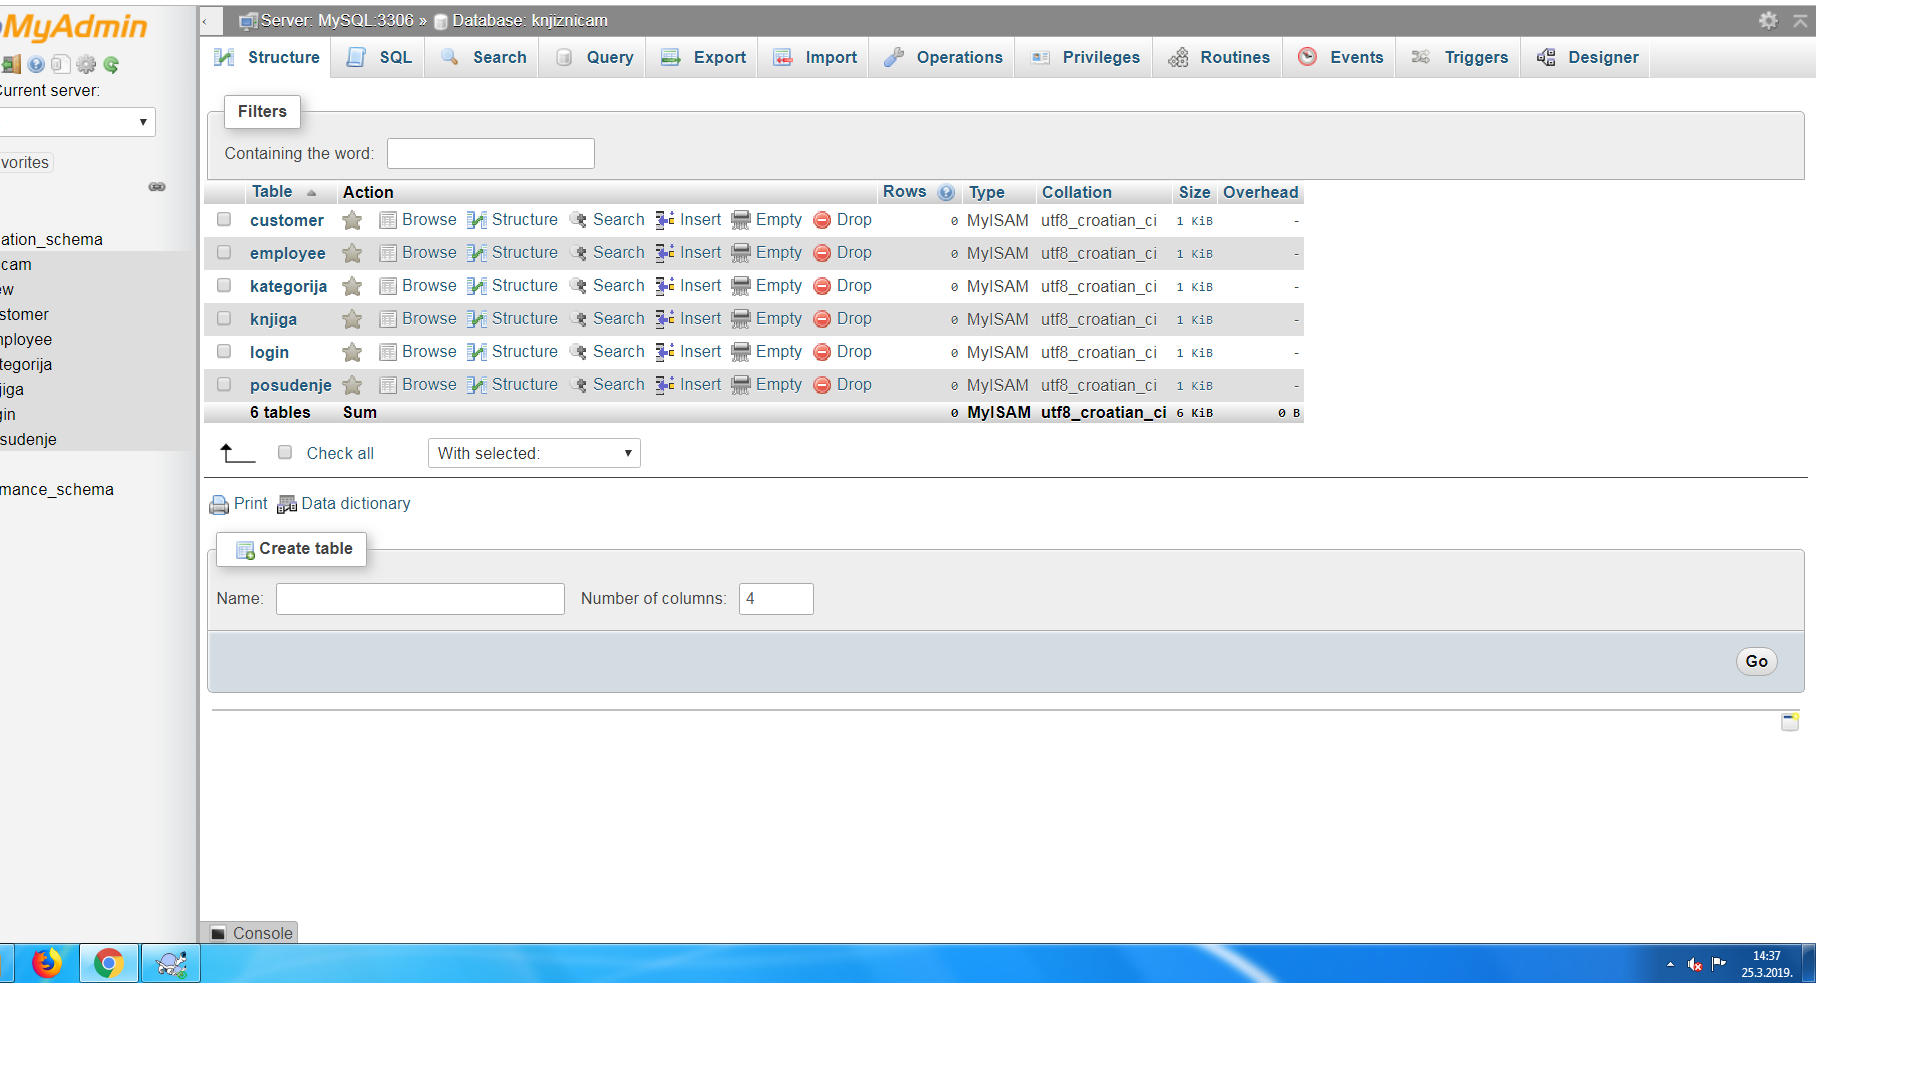 MyAdmin
Current server:
vorites
ation_schema
cam
ew
stomer
mployee
tegorija
jiga
gin
sudenje
mance_schema
Server: MySQL:3306 » Database: knjiznicam
Structure SQL Search Query Export Import Operations Privileges Routines Events Triggers Designer
Filters
Containing the word:
Table Action Rows Type Collation Size Overhead
customer Browse Structure Search Insert Empty Drop 0 MyISAM utf8_croatian_ci 1 KiB -
employee Browse Structure Search Insert Empty Drop 0 MyISAM utf8_croatian_ci 1 KiB -
kategorija Browse Structure Search Insert Empty Drop 0 MyISAM utf8_croatian_ci 1 KiB -
knjiga Browse Structure Search Insert Empty Drop 0 MyISAM utf8_croatian_ci 1 KiB -
login Browse Structure Search Insert Empty Drop 0 MyISAM utf8_croatian_ci 1 KiB -
posudenje Browse Structure Search Insert Empty Drop 0 MyISAM utf8_croatian_ci 1 KiB -
6 tables Sum 0 MyISAM utf8_croatian_ci 6 KiB 0 B
Check all With selected:
Print Data dictionary
Create table
Name: Number of columns: 4
Go
Console
14:37
25.3.2019.